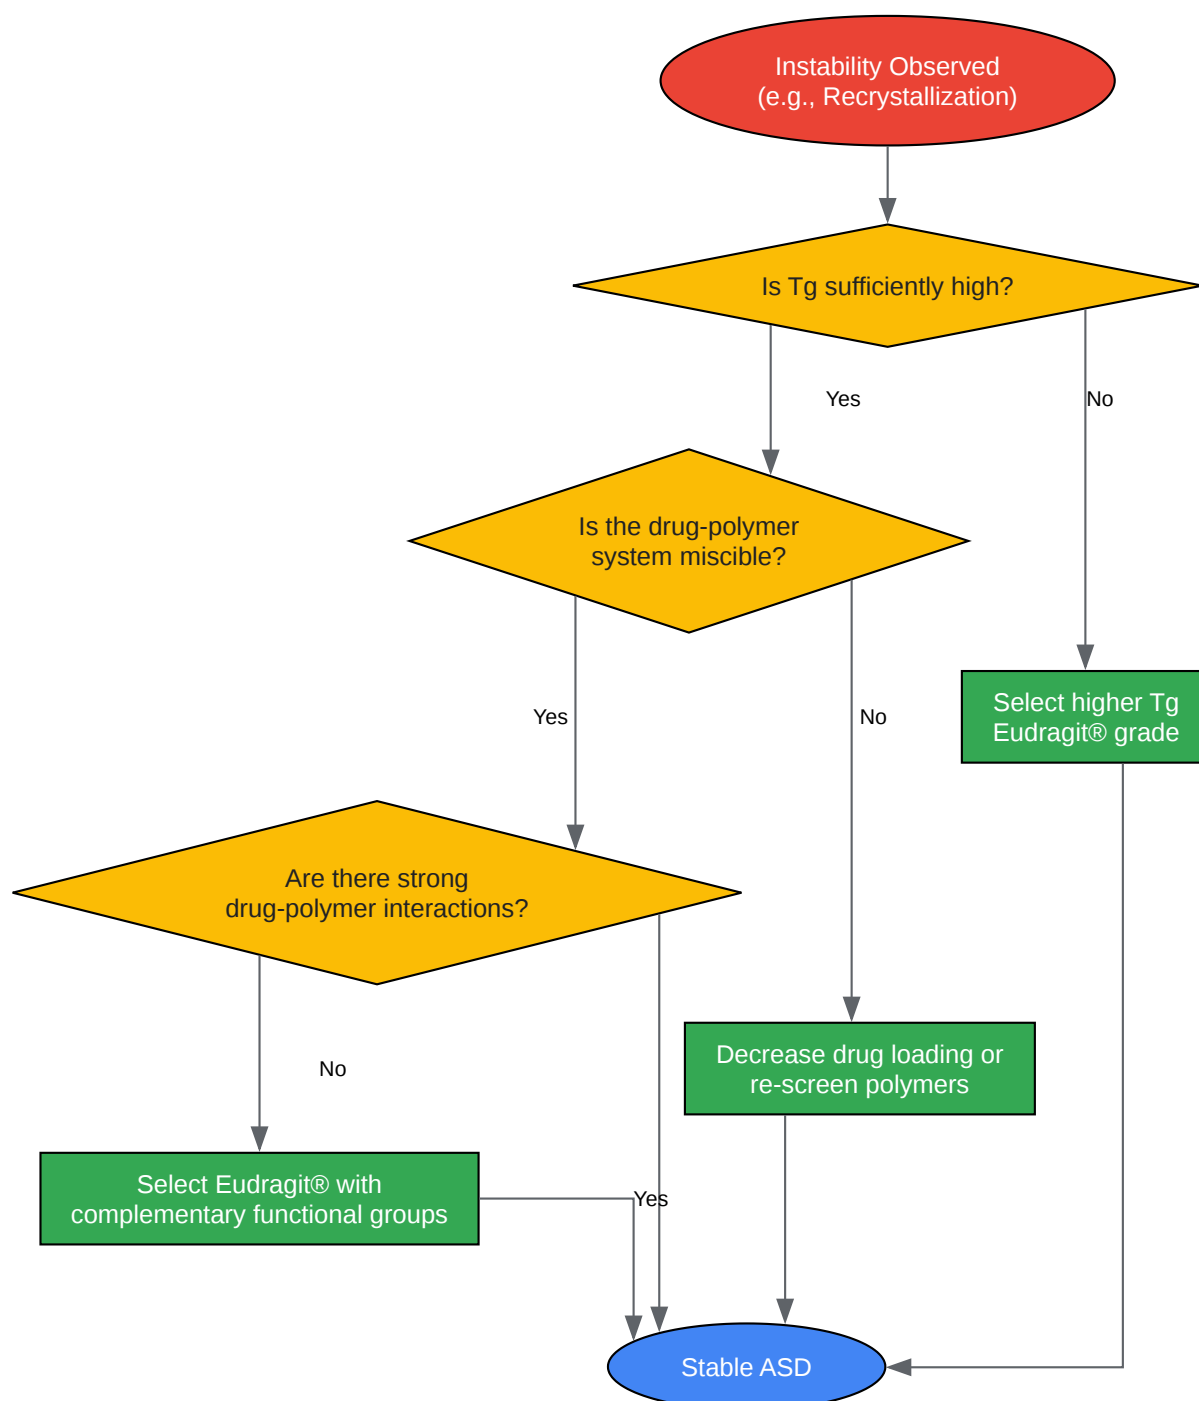 Instability Observed
(e.g., Recrystallization)
Is Tg sufficiently high?
Yes
No
Is the drug-polymer
system miscible?
Yes
No
Select higher Tg
Eudragit® grade
Are there strong
drug-polymer interactions?
No
Decrease drug loading or
re-screen polymers
Select Eudragit® with
complementary functional groups
Yes
Stable ASD